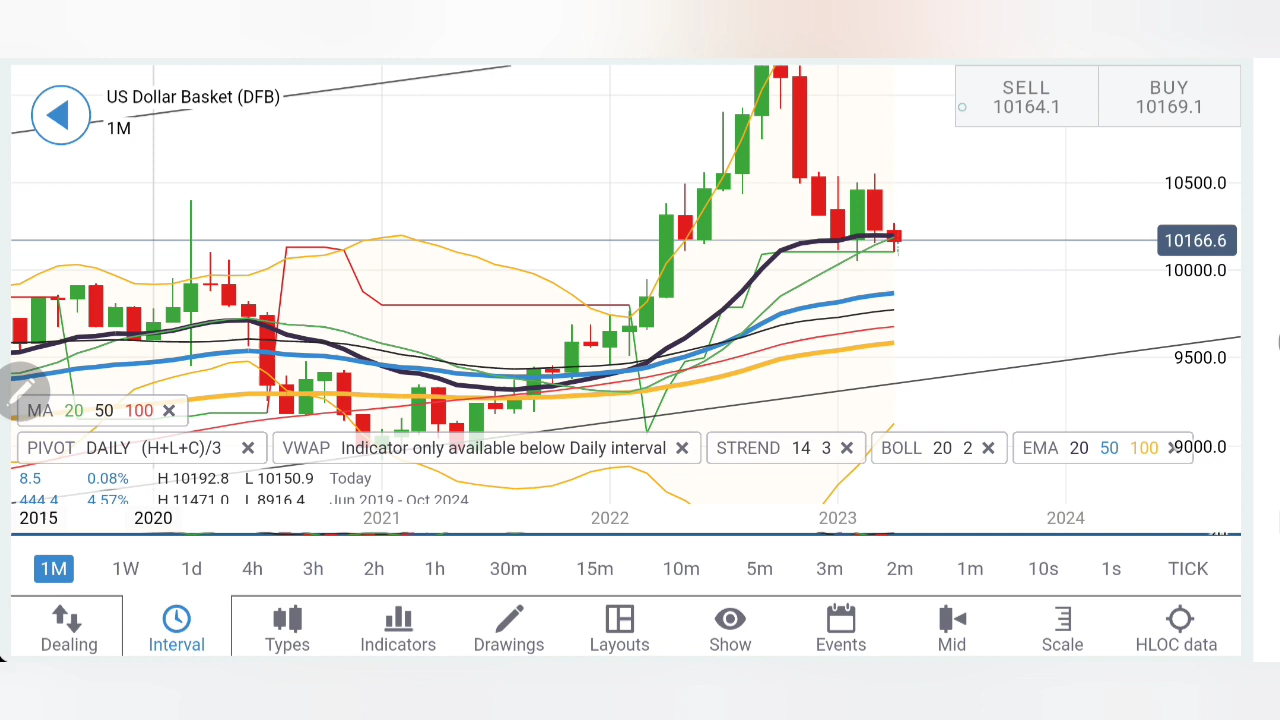 US Dollar Basket (DFB)
1M
SELL
10164.1
BUY
10169.1
10500.0
10166.6
10000.0
9500.0
9000.0
MA 20 50 100
PIVOT DAILY (H+L+C)/3
VWAP Indicator only available below Daily interval
STREND 14 3
BOLL 20 2
EMA 20 50 100
8.5 0.08% H 10192.8 L 10150.9 Today
444.4 4.57% H 11471.0 L 8916.4 Jun 2019 - Oct 2024
2015 2020 2021 2022 2023 2024
1M 1W 1d 4h 3h 2h 1h 30m 15m 10m 5m 3m 2m 1m 10s 1s TICK
Dealing Interval Types Indicators Drawings Layouts Show Events Mid Scale HLOC data